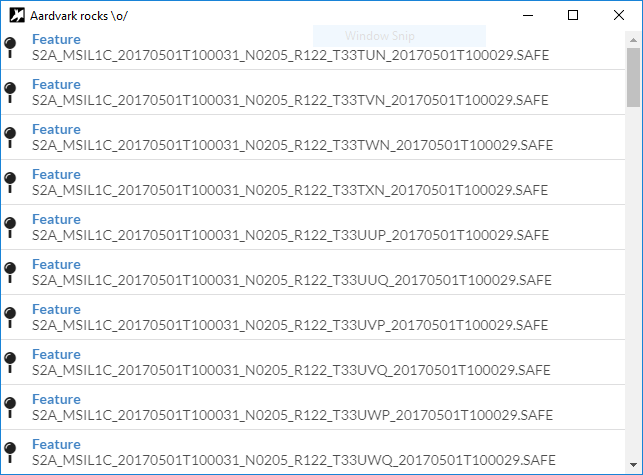 Aardvark rocks \o/
Window Snip
Feature
S2A_MSIL1C_20170501T100031_N0205_R122_T33TUN_20170501T100029.SAFE
Feature
S2A_MSIL1C_20170501T100031_N0205_R122_T33TVN_20170501T100029.SAFE
Feature
S2A_MSIL1C_20170501T100031_N0205_R122_T33TWN_20170501T100029.SAFE
Feature
S2A_MSIL1C_20170501T100031_N0205_R122_T33TXN_20170501T100029.SAFE
Feature
S2A_MSIL1C_20170501T100031_N0205_R122_T33UUP_20170501T100029.SAFE
Feature
S2A_MSIL1C_20170501T100031_N0205_R122_T33UUQ_20170501T100029.SAFE
Feature
S2A_MSIL1C_20170501T100031_N0205_R122_T33UVP_20170501T100029.SAFE
Feature
S2A_MSIL1C_20170501T100031_N0205_R122_T33UVQ_20170501T100029.SAFE
Feature
S2A_MSIL1C_20170501T100031_N0205_R122_T33UWP_20170501T100029.SAFE
Feature
S2A_MSIL1C_20170501T100031_N0205_R122_T33UWQ_20170501T100029.SAFE